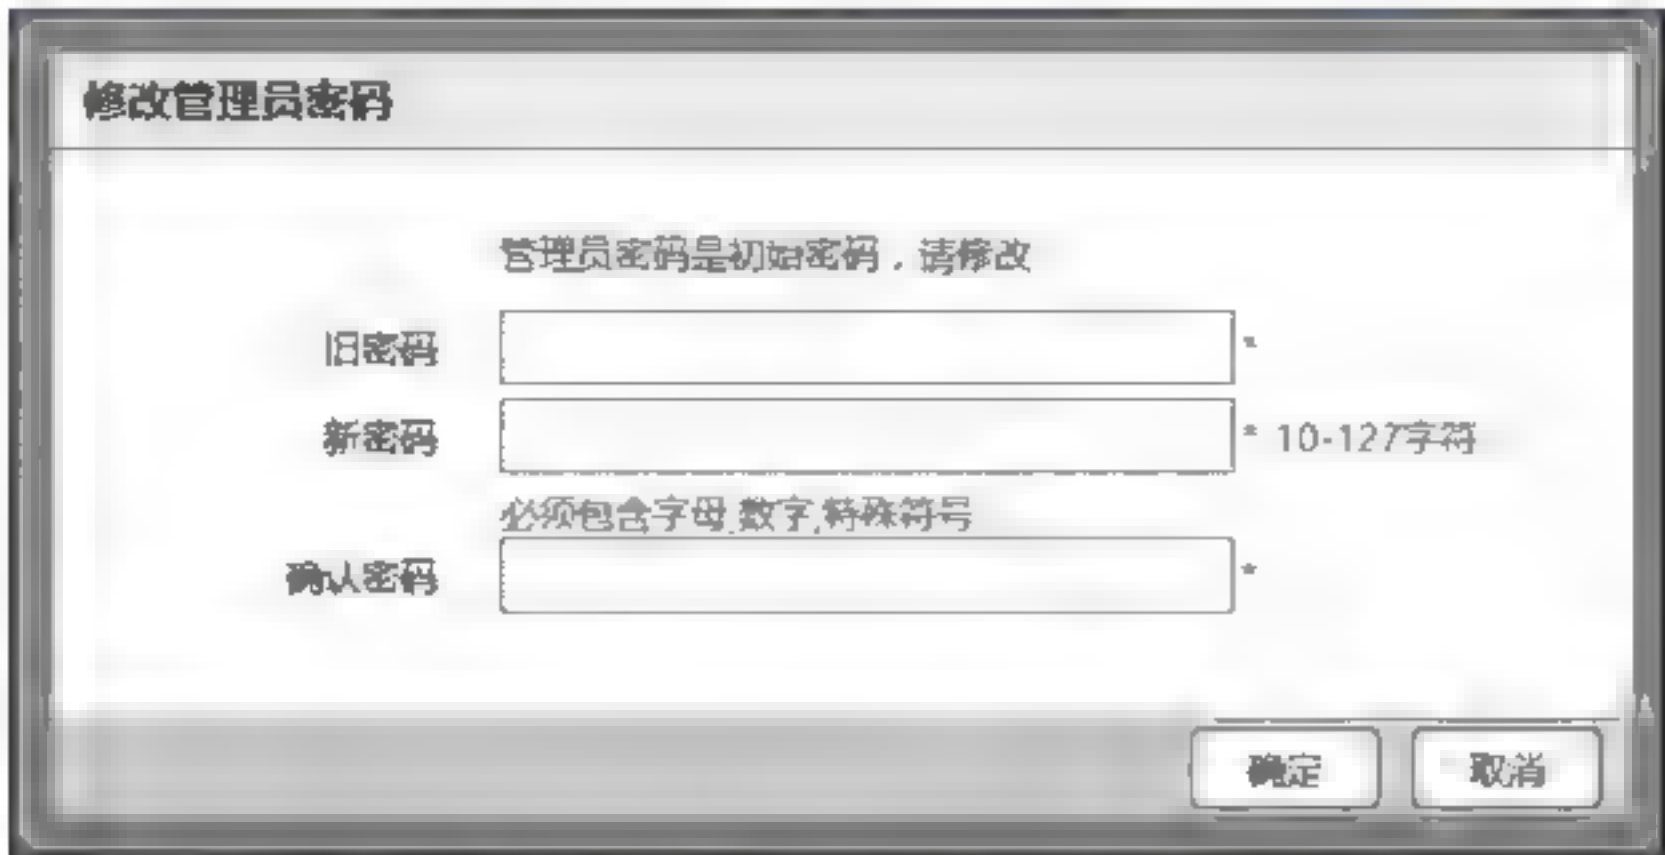 修改管理员密码
管理员密码是初始密码，请修改
旧密码 *
新密码 * 10-127字符
必须包含字母,数字,特殊符号
确认密码 *
确定 取消